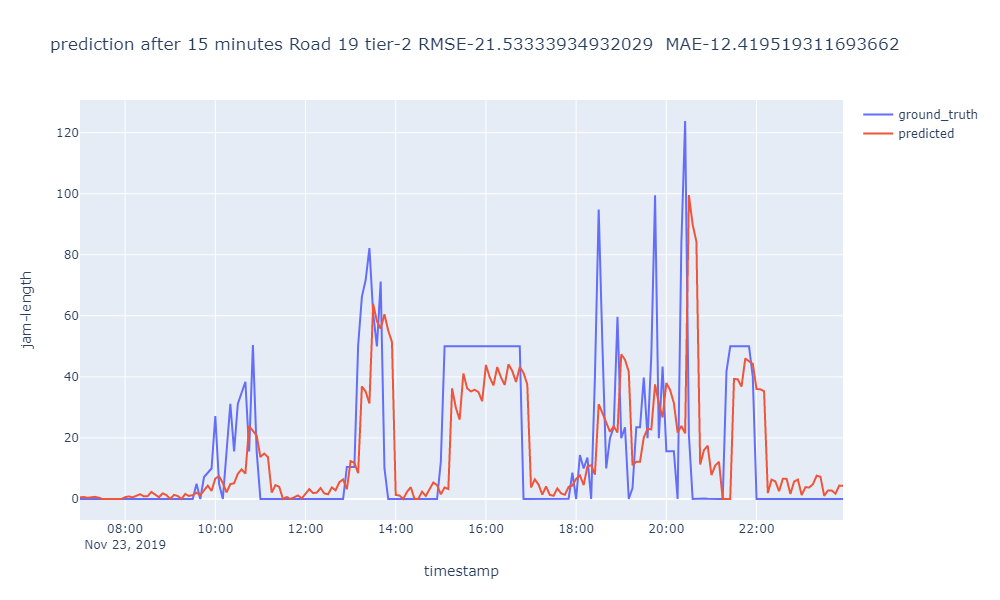 prediction after 15 minutes Road 19 tier-2 RMSE-21.53333934932029  MAE-12.419519311693662
ground_truth
predicted
120
100
80
60
40
20
0
jam-length
08:00 10:00 12:00 14:00 16:00 18:00 20:00 22:00
Nov 23, 2019
timestamp